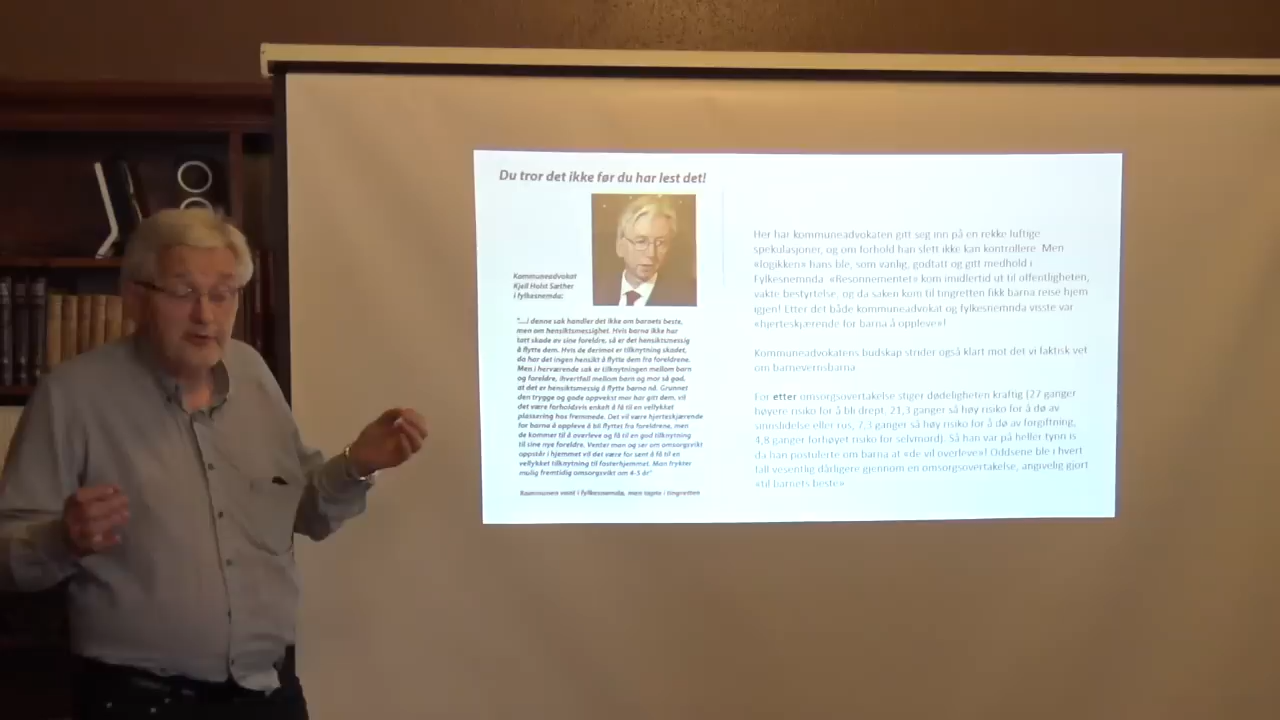 Du tror det ikke før du har lest det!
Kommuneadvokat
Kjell Holst Sæther
i fylkesnemda:
"....i denne sak handler det ikke om barnets beste,
men om hensiktsmessighet. Hvis barna ikke har
tatt skade av sine foreldre, så er det hensiktsmessig
å flytte dem. Hvis de derimot er tilknytning skadet,
da har det ingen hensikt å flytte dem fra foreldrene.
Men i herværende sak er tilknytningen mellom barn
og foreldre, ihvertfall mellom barn og mor så god,
at det er hensiktsmessig å flytte barna nå. Grunnet
den trygge og gode oppvekst mor har gitt dem, vil
det være forholdsvis enkelt å få til en vellykket
plassering hos fremmede. Det vil være hjerteskjærende
for barna å oppleve å bli flyttet fra foreldrene, men
de kommer til å overleve og få til en god tilknytning
til sine nye foreldre. Venter man og ser om omsorgsvikt
oppstår i hjemmet vil det være for sent å få til en
vellykket tilknytning til fosterhjemmet. Man frykter
mulig fremtidig omsorgsvikt om 4-5 år"
Kommunen vant i fylkesnemda, men tapte i tingretten
Her har kommuneadvokaten gitt seg inn på en rekke luftige
spekulasjoner, og om forhold han slett ikke kan kontrollere. Men
«logikken» hans ble, som vanlig, godtatt og gitt medhold i
Fylkesnemnda. «Resonnementet» kom imidlertid ut til offentligheten,
vakte bestyrtelse, og da saken kom til tingretten fikk barna reise hjem
igjen! Etter det både kommuneadvokat og fylkesnemnda visste var
«hjerteskjærende for barna å oppleve»!
Kommuneadvokatens budskap strider også klart mot det vi faktisk vet
om barnevernsbarna.
For etter omsorgsovertakelse stiger dødeligheten kraftig (27 ganger
høyere risiko for å bli drept, 21,3 ganger så høy risiko for å dø av
sinnslidelse eller rus, 7,3 ganger så høy risiko for å dø av forgiftning,
4,8 ganger forhøyet risiko for selvmord). Så han var på heller tynn is
da han postulerte om barna at «de vil overleve»! Oddsene ble i hvert
fall vesentlig dårligere gjennom en omsorgsovertakelse, angivelig gjort
«til barnets beste».